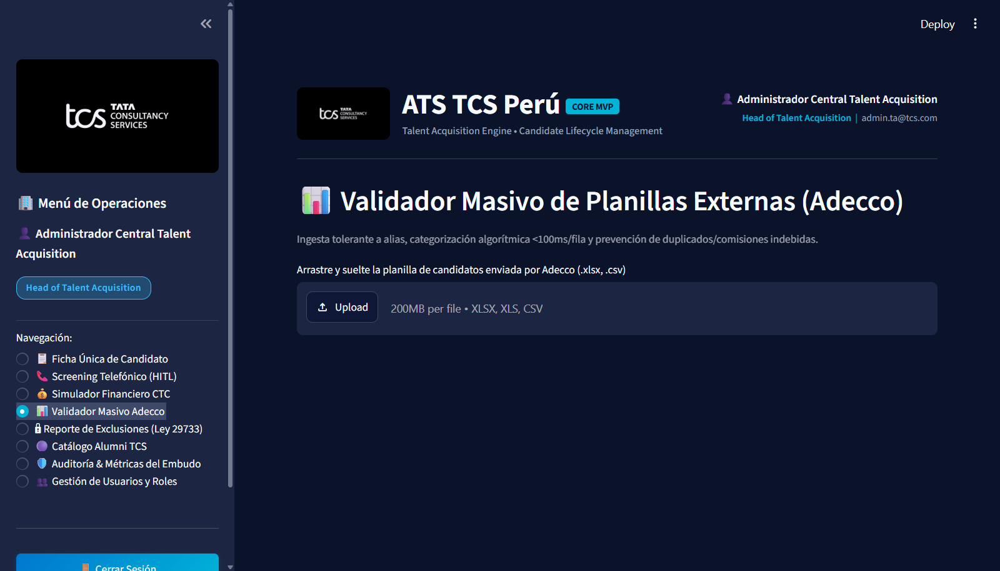 tcs TATA
CONSULTANCY
SERVICES
Menú de Operaciones
Administrador Central Talent
Acquisition
Head of Talent Acquisition
Navegación:
Ficha Única de Candidato
Screening Telefónico (HITL)
Simulador Financiero CTC
Validador Masivo Adecco
Reporte de Exclusiones (Ley 29733)
Catálogo Alumni TCS
Auditoría & Métricas del Embudo
Gestión de Usuarios y Roles
Cerrar Sesión
Deploy
tcs TATA
CONSULTANCY
SERVICES
ATS TCS Perú CORE MVP
Talent Acquisition Engine • Candidate Lifecycle Management
Administrador Central Talent Acquisition
Head of Talent Acquisition | admin.ta@tcs.com
Validador Masivo de Planillas Externas (Adecco)
Ingesta tolerante a alias, categorización algorítmica <100ms/fila y prevención de duplicados/comisiones indebidas.
Arrastre y suelte la planilla de candidatos enviada por Adecco (.xlsx, .csv)
Upload 200MB per file • XLSX, XLS, CSV